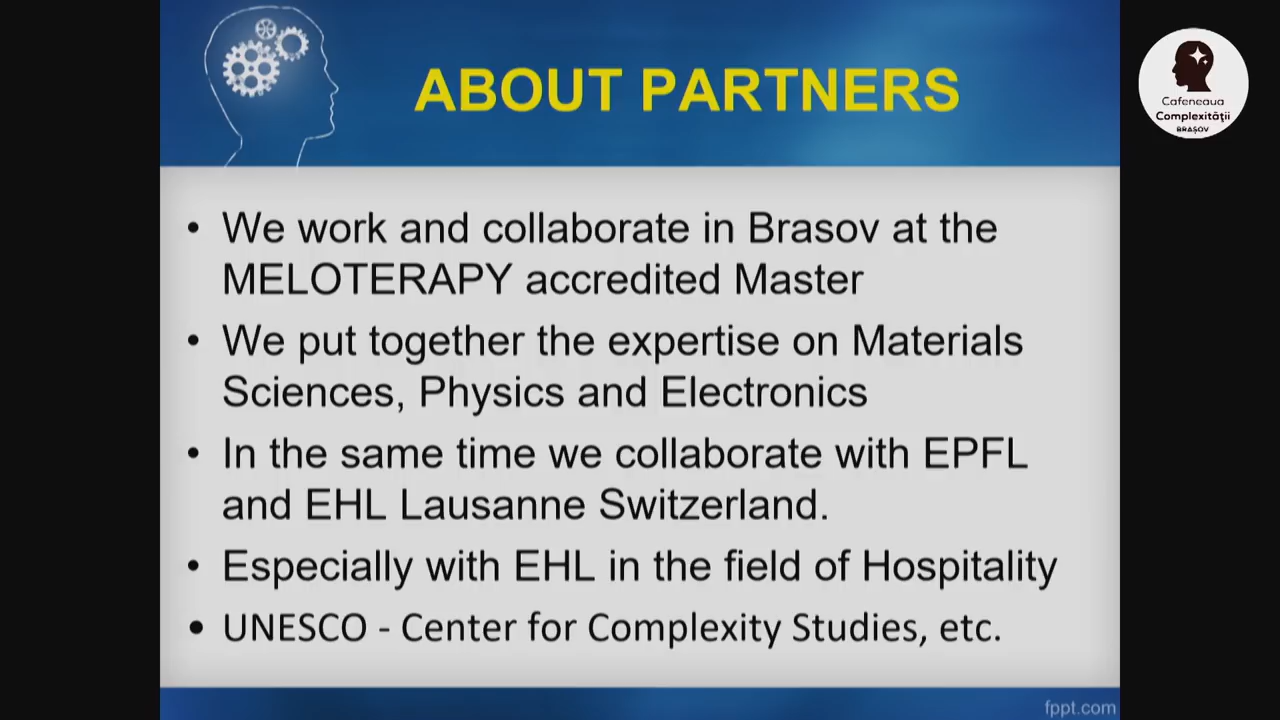 ABOUT PARTNERS
Cafeneaua
Complexității
BRAȘOV
• We work and collaborate in Brasov at the
MELOTERAPY accredited Master
• We put together the expertise on Materials
Sciences, Physics and Electronics
• In the same time we collaborate with EPFL
and EHL Lausanne Switzerland.
• Especially with EHL in the field of Hospitality
• UNESCO - Center for Complexity Studies, etc.
fppt.com